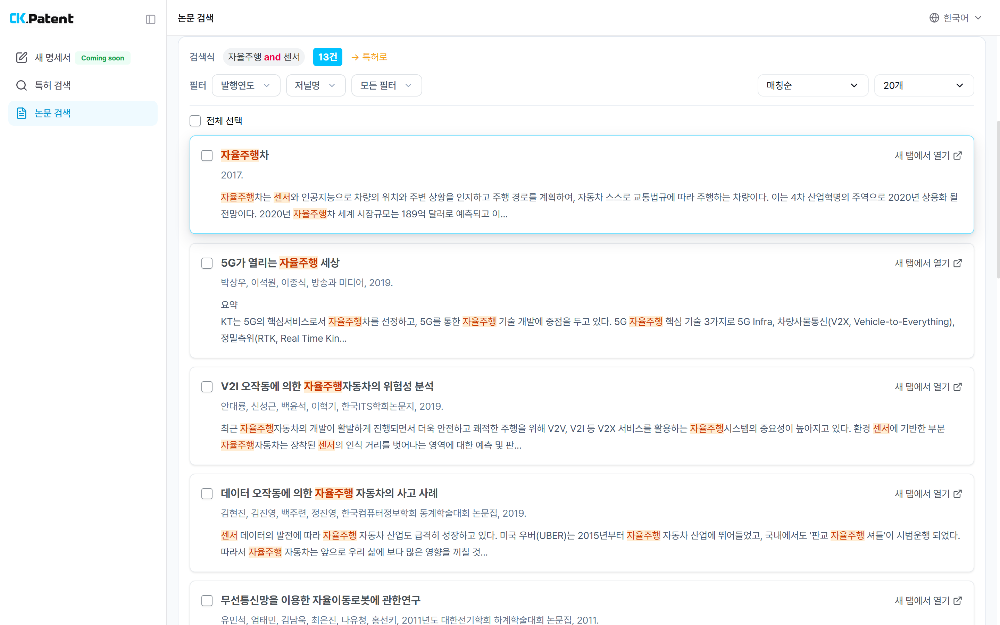 CK.Patent
새 명세서 Coming soon
특허 검색
논문 검색
논문 검색
한국어
검색식 자율주행 and 센서 13건 → 특허로
필터 발행연도 저널명 모든 필터 매칭순 20개
전체 선택
자율주행차 새 탭에서 열기
2017.
자율주행차는 센서와 인공지능으로 차량의 위치와 주변 상황을 인지하고 주행 경로를 계획하여, 자동차 스스로 교통법규에 따라 주행하는 차량이다. 이는 4차 산업혁명의 주역으로 2020년 상용화 될
전망이다. 2020년 자율주행차 세계 시장규모는 189억 달러로 예측되고 이...
5G가 열리는 자율주행 세상 새 탭에서 열기
박상우, 이석원, 이종식, 방송과 미디어, 2019.
요약
KT는 5G의 핵심서비스로서 자율주행차를 선정하고, 5G를 통한 자율주행 기술 개발에 중점을 두고 있다. 5G 자율주행 핵심 기술 3가지로 5G Infra, 차량사물통신(V2X, Vehicle-to-Everything),
정밀측위(RTK, Real Time Kin...
V2I 오작동에 의한 자율주행자동차의 위험성 분석 새 탭에서 열기
안대룡, 신성근, 백윤석, 이혁기, 한국ITS학회논문지, 2019.
최근 자율주행자동차의 개발이 활발하게 진행되면서 더욱 안전하고 쾌적한 주행을 위해 V2V, V2I 등 V2X 서비스를 활용하는 자율주행시스템의 중요성이 높아지고 있다. 환경 센서에 기반한 부분
자율주행자동차는 장착된 센서의 인식 거리를 벗어나는 영역에 대한 예측 및 판...
데이터 오작동에 의한 자율주행 자동차의 사고 사례 새 탭에서 열기
김현진, 김진영, 백주련, 정진영, 한국컴퓨터정보학회 동계학술대회 논문집, 2019.
센서 데이터의 발전에 따라 자율주행 자동차 산업도 급격히 성장하고 있다. 미국 우버(UBER)는 2015년부터 자율주행 자동차 산업에 뛰어들었고, 국내에서도 '판교 자율주행 셔틀'이 시범운행 되었다.
따라서 자율주행 자동차는 앞으로 우리 삶에 보다 많은 영향을 끼칠 것...
무선통신망을 이용한 자율이동로봇에 관한연구 새 탭에서 열기
유민석, 엄태민, 김남욱, 최은진, 나유청, 홍선키, 2011년도 대한전기학회 하계학술대회 논문집, 2011.